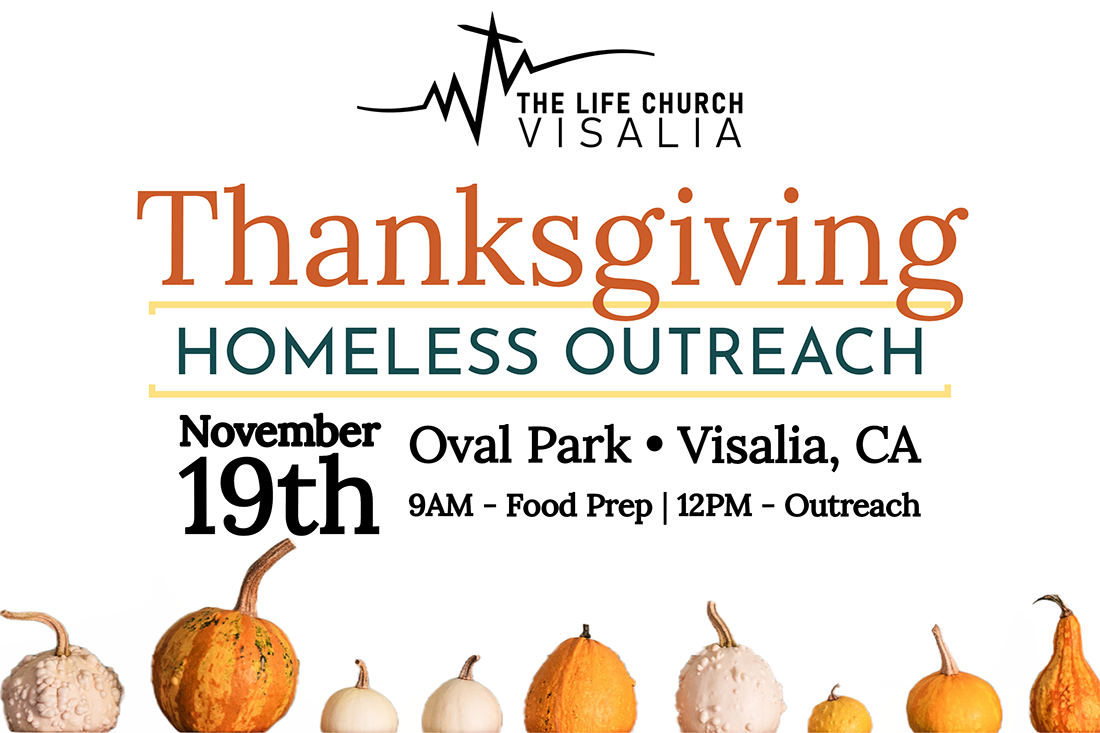 THE LIFE CHURCH
VISALIA
Thanksgiving
HOMELESS OUTREACH
November
19th
Oval Park • Visalia, CA
9AM - Food Prep | 12PM - Outreach